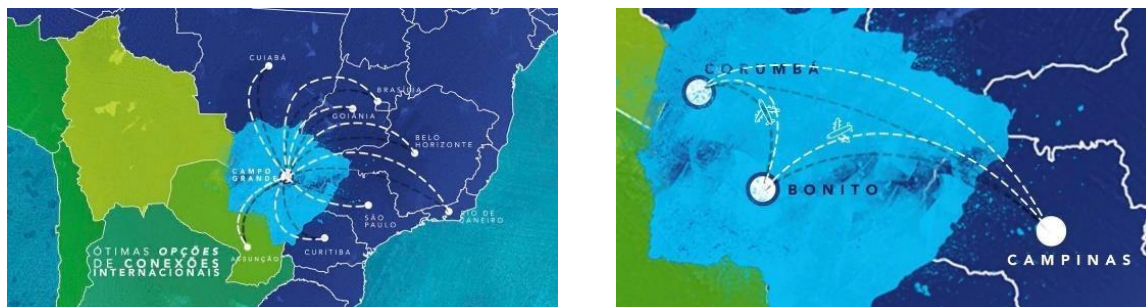 CUIABÁ
BRASÍLIA
GOIÂNIA
BELO
HORIZONTE
CAMPO
GRANDE
SÃO
PAULO
RIO DE
JANEIRO
CURITIBA
ASSUNÇÃO
ÓTIMAS OPÇÕES
DE CONEXÕES
INTERNACIONAIS
CORUMBÁ
BONITO
CAMPINAS